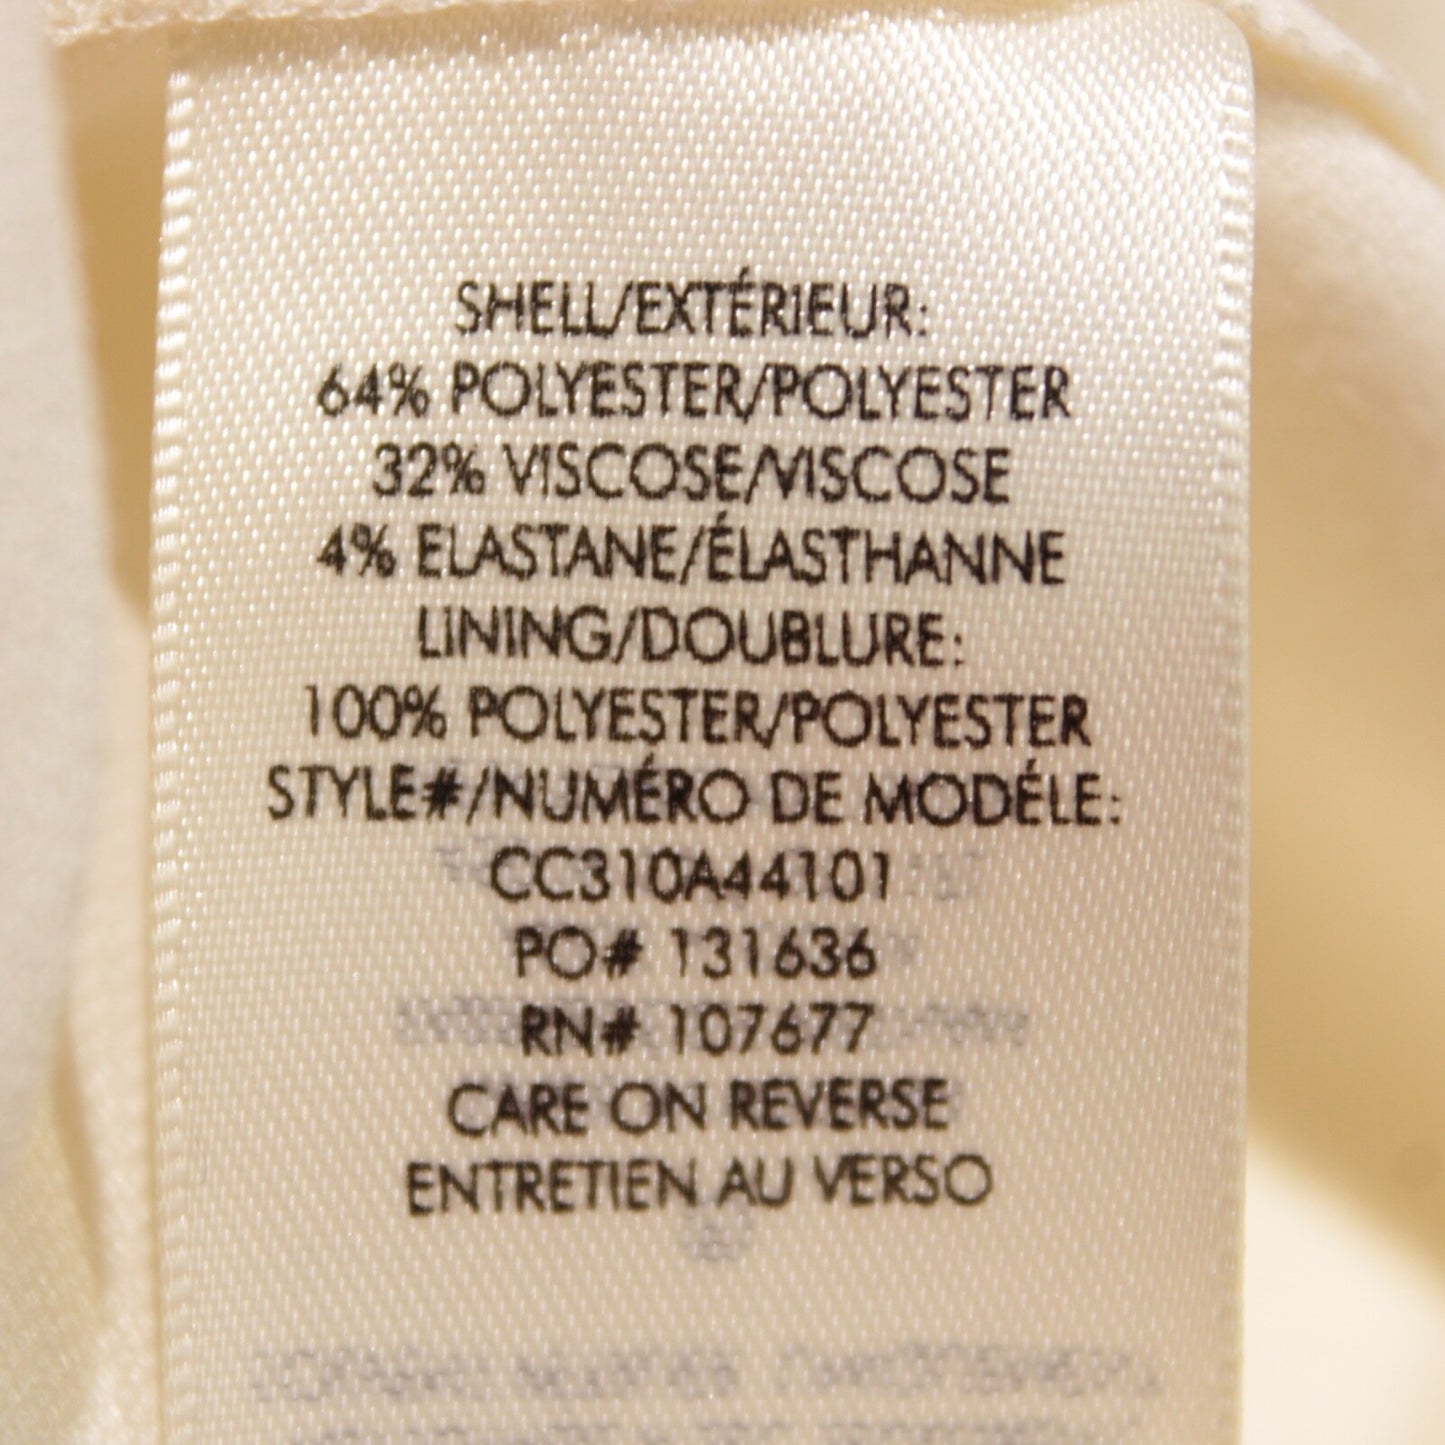 SHELL/EXTÉRIEUR:
64% POLYESTER/POLYESTER
32% VISCOSE/VISCOSE
4% ELASTANE/ÉLASTHANNE
LINING/DOUBLURE:
100% POLYESTER/POLYESTER
STYLE#/NUMÉRO DE MODÉLE:
CC310A44101
PO# 131636
RN# 107677
CARE ON REVERSE
ENTRETIEN AU VERSO